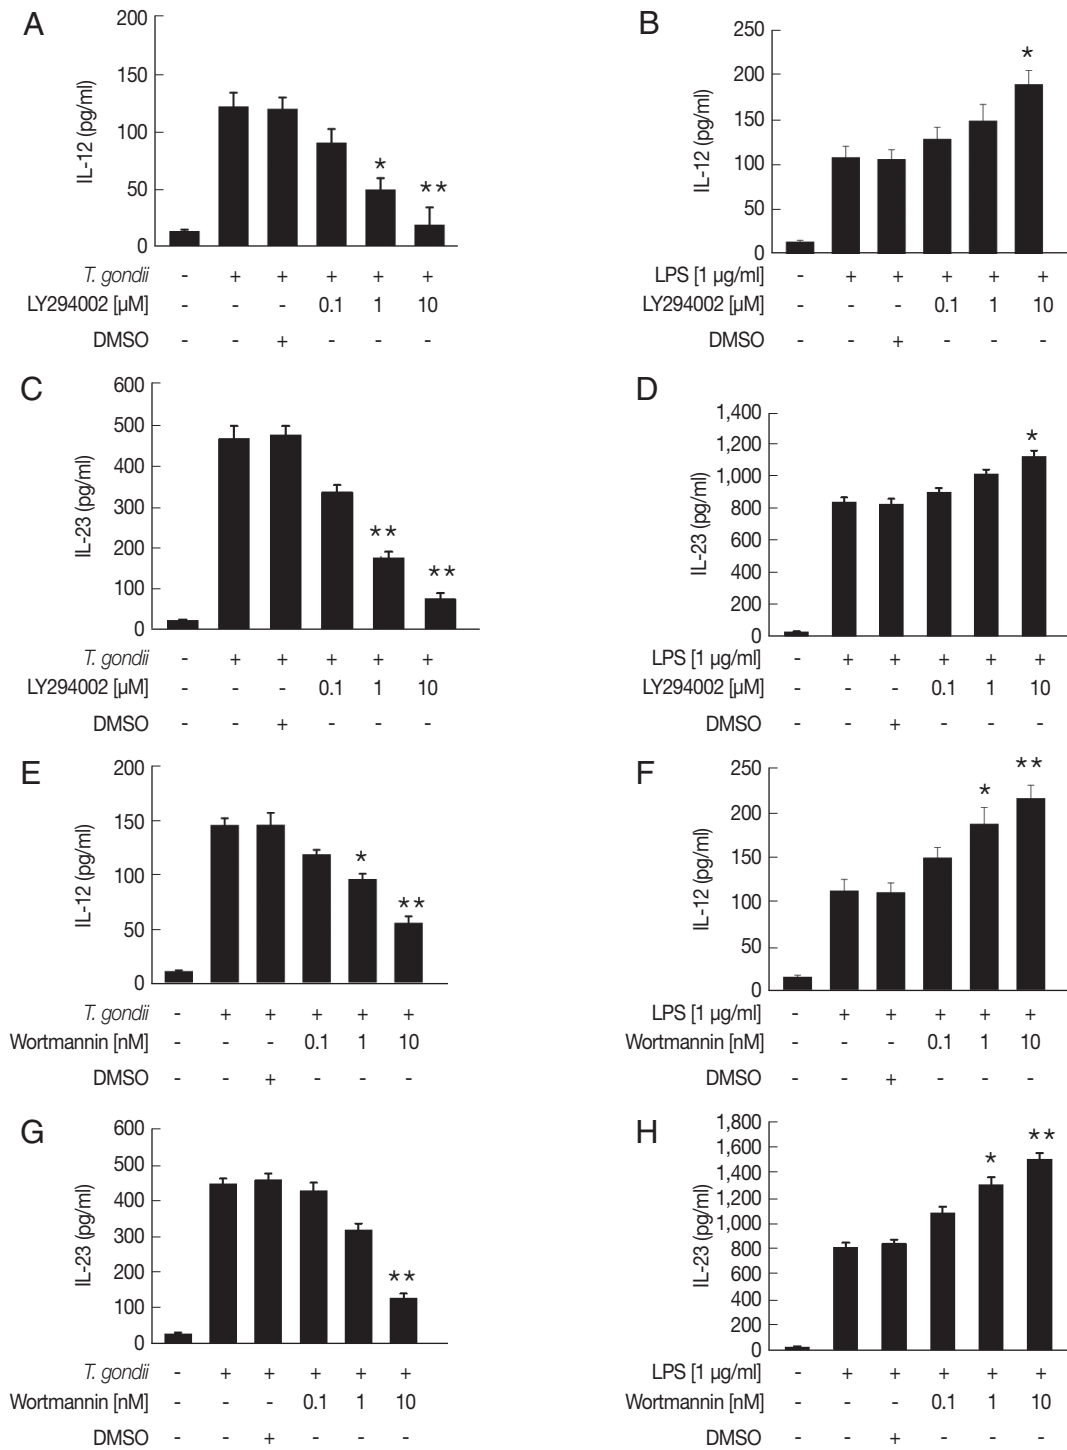 A
200
150
100
50
0
IL-12 (pg/ml)
* **
T. gondii - + + + + +
LY294002 [µM] - - - 0.1 1 10
DMSO - - + - - -
B
250
200
150
100
50
0
IL-12 (pg/ml)
*
LPS [1 µg/ml] - + + + + +
LY294002 [µM] - - - 0.1 1 10
DMSO - - + - - -
C
600
500
400
300
200
100
0
IL-23 (pg/ml)
** **
T. gondii - + + + + +
LY294002 [µM] - - - 0.1 1 10
DMSO - - + - - -
D
1,400
1,200
1,000
800
600
400
200
0
IL-23 (pg/ml)
*
LPS [1 µg/ml] - + + + + +
LY294002 [µM] - - - 0.1 1 10
DMSO - - + - - -
E
200
150
100
50
0
IL-12 (pg/ml)
* **
T. gondii - + + + + +
Wortmannin [nM] - - - 0.1 1 10
DMSO - - + - - -
F
250
200
150
100
50
0
IL-12 (pg/ml)
* **
LPS [1 µg/ml] - + + + + +
Wortmannin [nM] - - - 0.1 1 10
DMSO - - + - - -
G
600
500
400
300
200
100
0
IL-23 (pg/ml)
**
T. gondii - + + + + +
Wortmannin [nM] - - - 0.1 1 10
DMSO - - + - - -
H
1,800
1,600
1,400
1,200
1,000
800
600
400
200
0
IL-23 (pg/ml)
* **
LPS [1 µg/ml] - + + + + +
Wortmannin [nM] - - - 0.1 1 10
DMSO - - + - - -